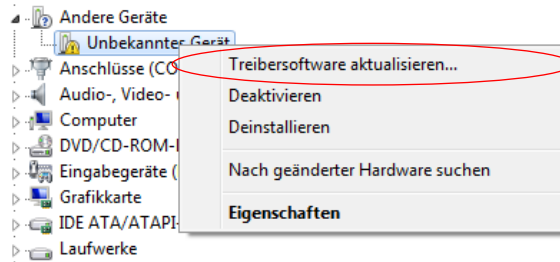 Andere Geräte
Unbekanntes Gerät
Anschlüsse (CO
Treibersoftware aktualisieren...
Audio-, Video-
Deaktivieren
Computer
Deinstallieren
DVD/CD-ROM-
Eingabegeräte (
Nach geänderter Hardware suchen
Grafikkarte
Eigenschaften
IDE ATA/ATAPI-
Laufwerke